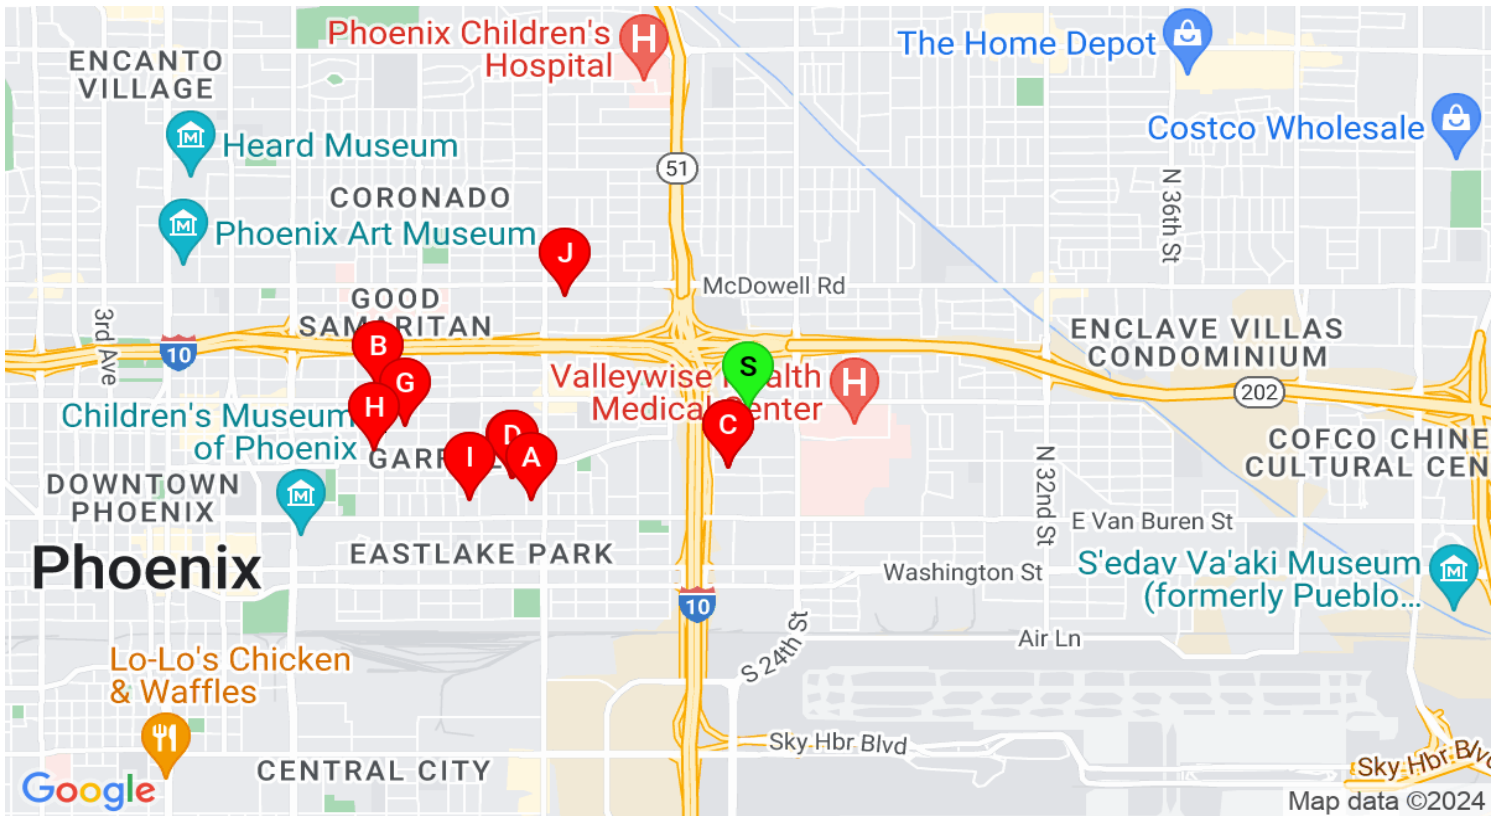 Phoenix Children's
Hospital
H
The Home Depot
ENCANTO
VILLAGE
Costco Wholesale
M
Heard Museum
51
N 36th St
CORONADO
M
Phoenix Art Museum
J
McDowell Rd
GOOD
SAMARITAN
3rd Ave
10
B
ENCLAVE VILLAS
CONDOMINIUM
S
Valleywise Health
Medical Center
H
G
H
202
Children's Museum
of Phoenix
C
D
A
I
GARFIEL
COFCO CHINE
CULTURAL CEN
N 32nd St
DOWNTOWN
PHOENIX
M
E Van Buren St
Phoenix
EASTLAKE PARK
Washington St
S'edav Va'aki Museum
(formerly Pueblo...
M
10
S 24th St
Air Ln
Lo-Lo's Chicken
& Waffles
Sky Hbr Blvd
CENTRAL CITY
Sky Hbr Blvd
Google
Map data ©2024